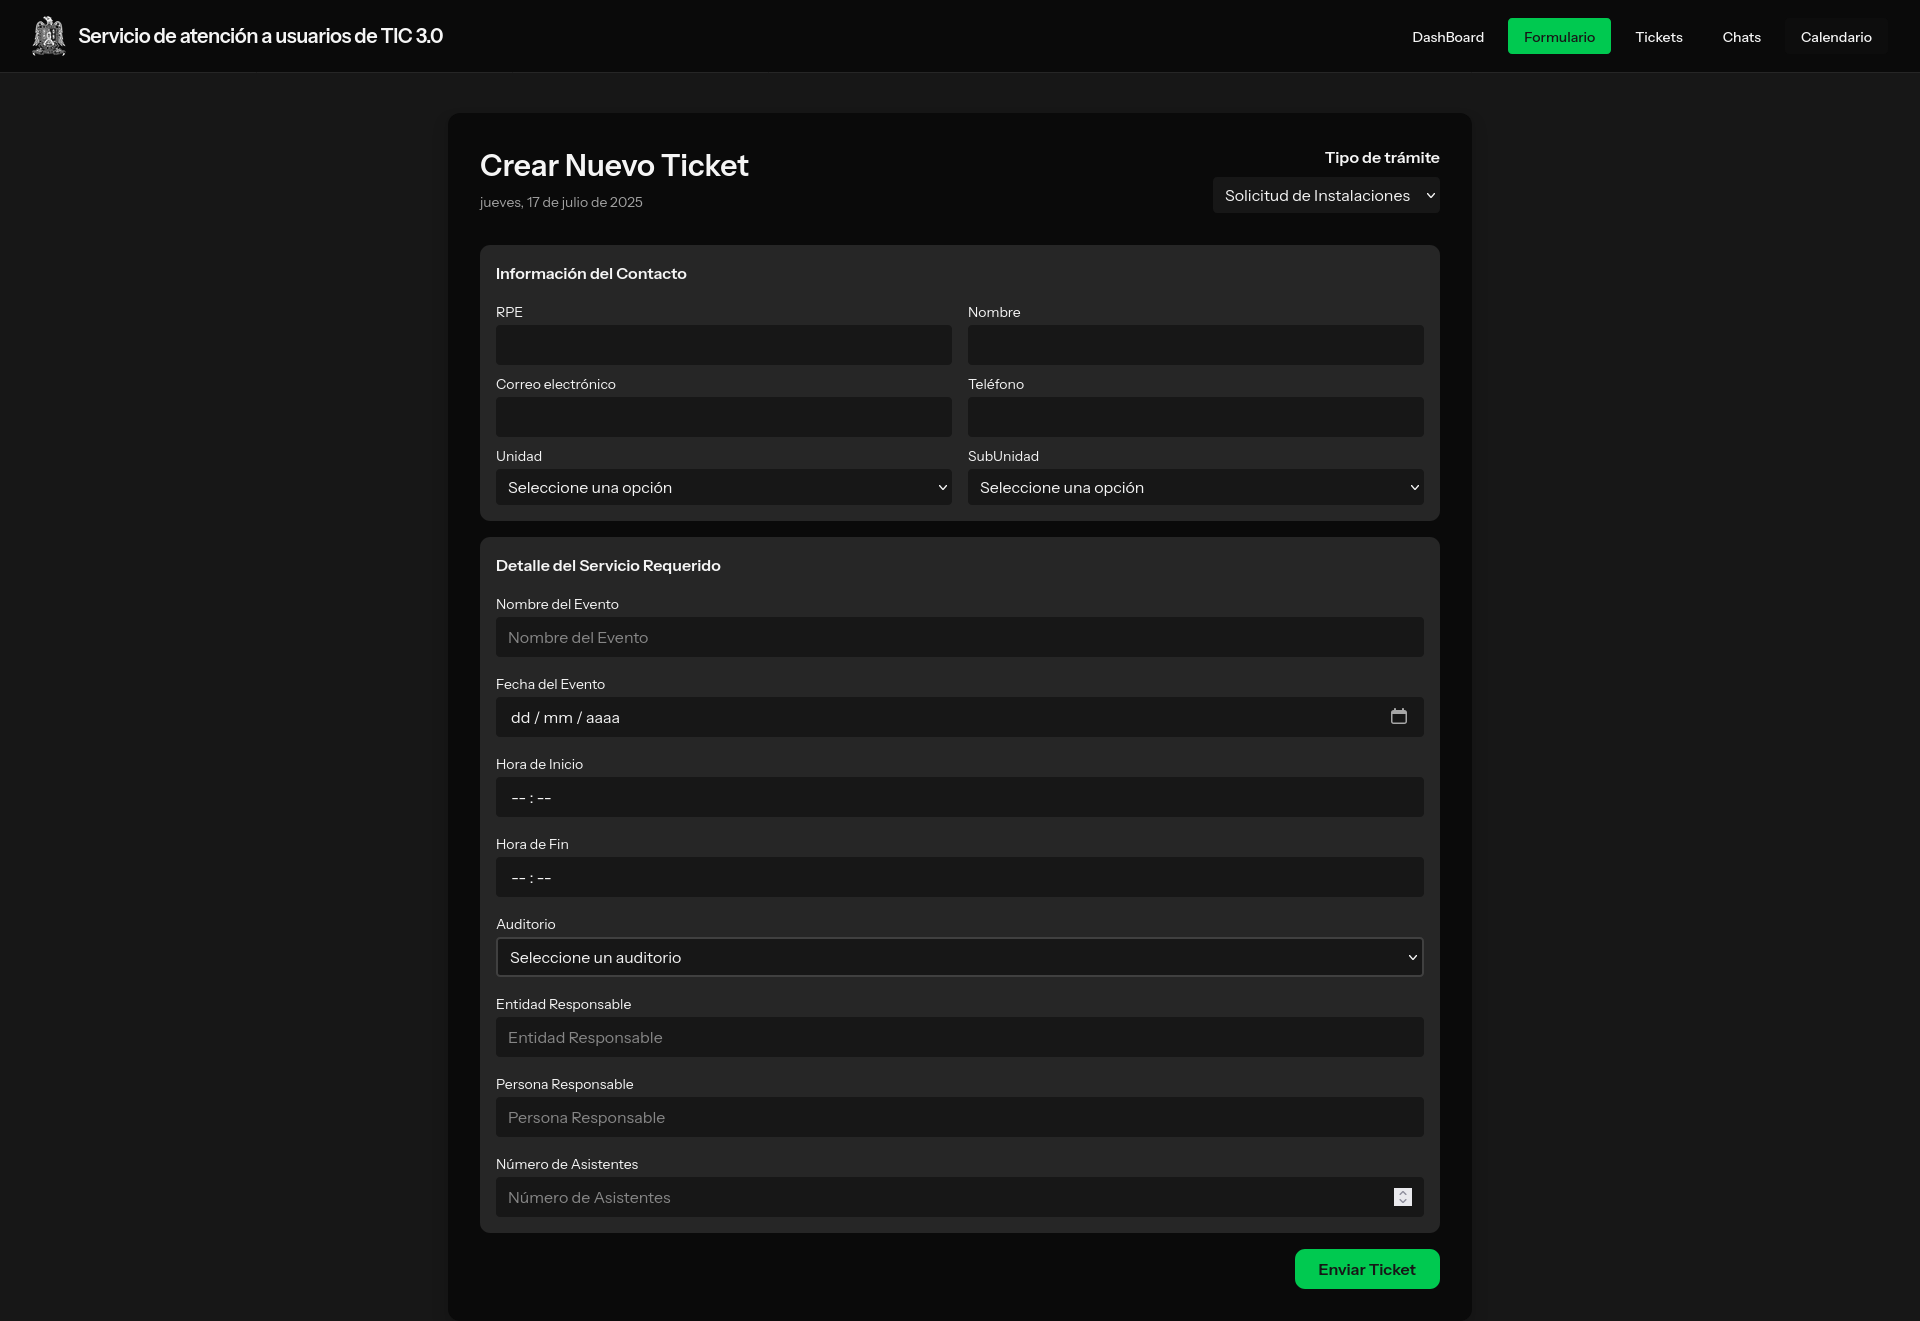 Servicio de atención a usuarios de TIC 3.0
DashBoard
Formulario
Tickets
Chats
Calendario
Crear Nuevo Ticket
jueves, 17 de julio de 2025
Tipo de trámite
Solicitud de Instalaciones
Información del Contacto
RPE
Nombre
Correo electrónico
Teléfono
Unidad
SubUnidad
Seleccione una opción
Seleccione una opción
Detalle del Servicio Requerido
Nombre del Evento
Nombre del Evento
Fecha del Evento
dd / mm / aaaa
Hora de Inicio
-- : --
Hora de Fin
-- : --
Auditorio
Seleccione un auditorio
Entidad Responsable
Entidad Responsable
Persona Responsable
Persona Responsable
Número de Asistentes
Número de Asistentes
Enviar Ticket